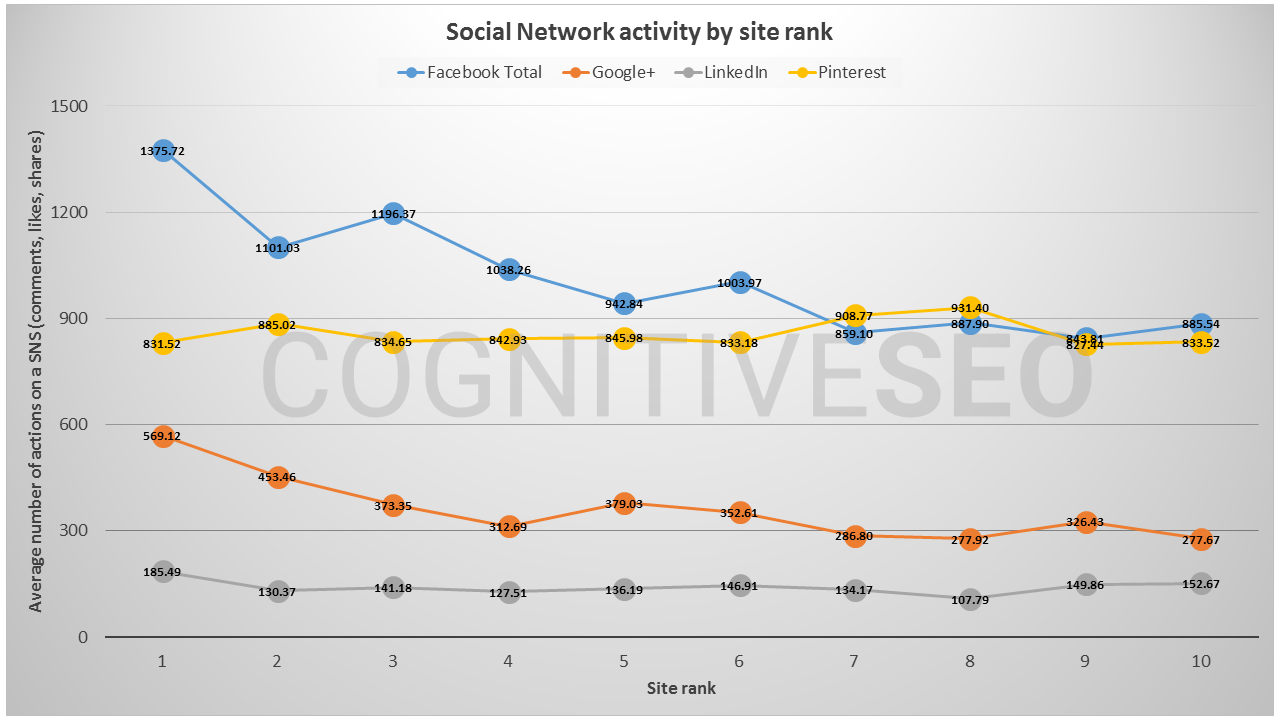 Social Network activity by site rank
Facebook Total Google+ LinkedIn Pinterest
Average number of actions on a SNS (comments, likes, shares)
1500
1200
900
600
300
0
1375.72 1101.03 1196.37 1038.26 942.84 1003.97 859.10 887.90 843.81 885.54
831.52 885.02 834.65 842.93 845.98 833.18 908.77 931.40 827.44 833.52
COGNITIVESEO
569.12 453.46 373.35 312.69 379.03 352.61 286.80 277.92 326.43 277.67
185.49 130.37 141.18 127.51 136.19 146.91 134.17 107.79 149.86 152.67
1 2 3 4 5 6 7 8 9 10
Site rank